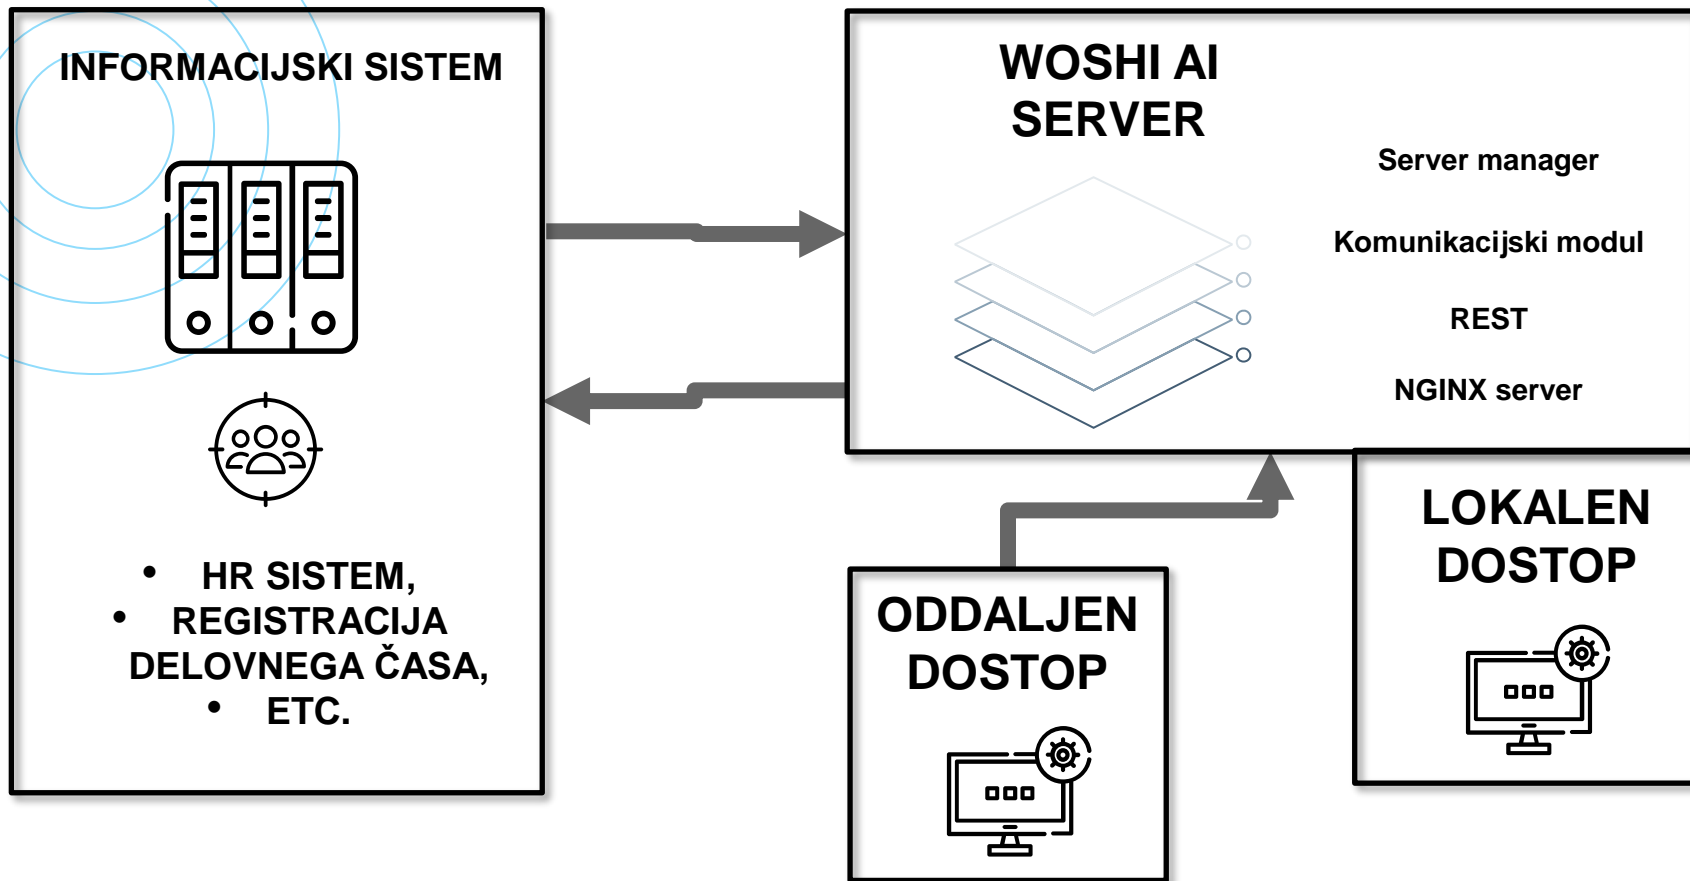 INFORMACIJSKI SISTEM
• HR SISTEM,
• REGISTRACIJA
DELOVNEGA ČASA,
• ETC.
WOSHI AI
SERVER
Server manager
Komunikacijski modul
REST
NGINX server
ODDALJEN
DOSTOP
LOKALEN
DOSTOP